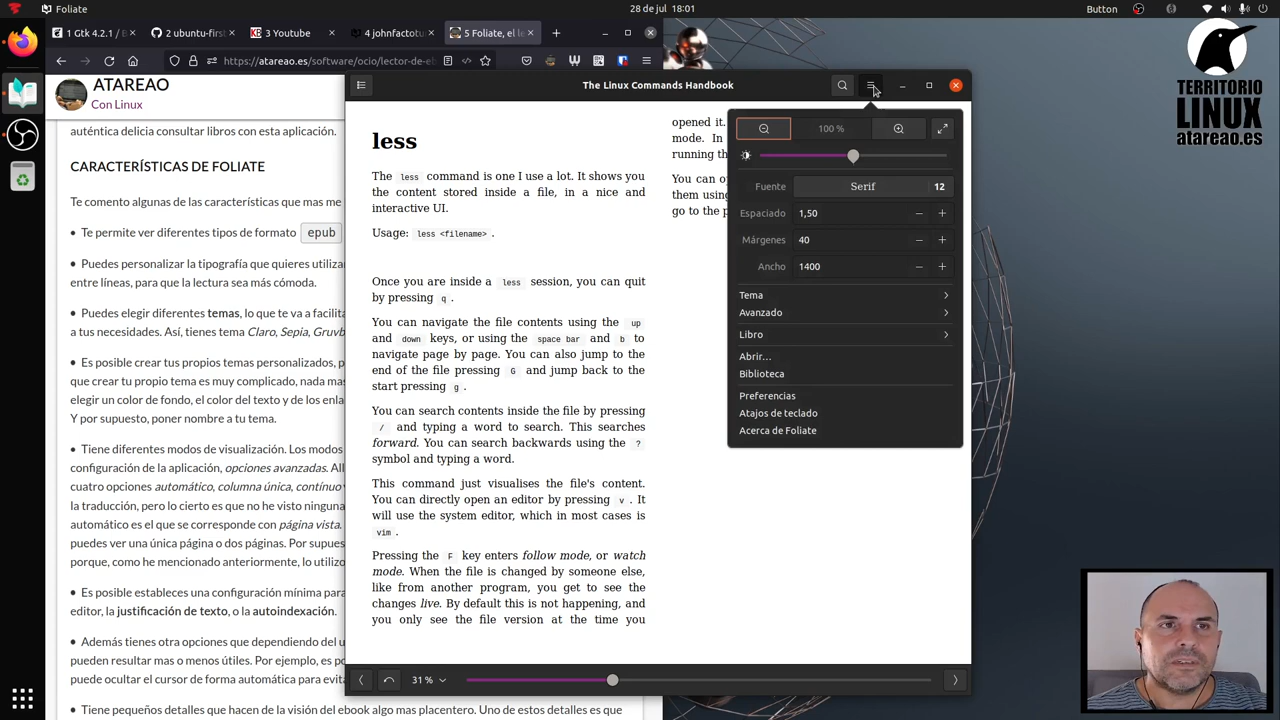 Foliate
28 de jul 18:01
Button
1 Gtk 4.2.1 / B
2 ubuntu-firs
3 Youtube
4 johnfactotu
5 Foliate, el le
https://atareao.es/software/ocio/lector-de-e
ATAREAO
Con Linux
auténtica delicia consultar libros con esta aplicación.
CARACTERÍSTICAS DE FOLIATE
Te comento algunas de las características que mas me
• Te permite ver diferentes tipos de formato epub
• Puedes personalizar la tipografía que quieres utiliza
entre líneas, para que la lectura sea más cómoda.
• Puedes elegir diferentes temas, lo que te va a facilita
a tus necesidades. Así, tienes tema Claro, Sepia, Gruvb
• Es posible crear tus propios temas personalizados, p
que crear tu propio tema es muy complicado, nada mas
elegir un color de fondo, el color del texto y de los enla
Y por supuesto, poner nombre a tu tema.
• Tiene diferentes modos de visualización. Los modos
configuración de la aplicación, opciones avanzadas. All
cuatro opciones automático, columna única, contínuo
la traducción, pero lo cierto es que no he visto ninguna
automático es el que se corresponde con página vista.
puedes ver una única página o dos páginas. Por supues
porque, como he mencionado anteriormente, lo utilizo
• Es posible estableces una configuración mínima para
editor, la justificación de texto, o la autoindexación.
• Además tienes otra opciones que dependiendo del u
pueden resultar mas o menos útiles. Por ejemplo, es po
puede ocultar el cursor de forma automática para evita
• Tiene pequeños detalles que hacen de la visión del ebook algo mas placentero. Uno de estos detalles es que
The Linux Commands Handbook
less
The less command is one I use a lot. It shows you
the content stored inside a file, in a nice and
interactive UI.
Usage: less <filename> .
Once you are inside a less session, you can quit
by pressing q .
You can navigate the file contents using the up
and down keys, or using the space bar and b to
navigate page by page. You can also jump to the
end of the file pressing G and jump back to the
start pressing g .
You can search contents inside the file by pressing
/ and typing a word to search. This searches
forward. You can search backwards using the ?
symbol and typing a word.
This command just visualises the file's content.
You can directly open an editor by pressing v . It
will use the system editor, which in most cases is
vim .
Pressing the F key enters follow mode, or watch
mode. When the file is changed by someone else,
like from another program, you get to see the
changes live. By default this is not happening, and
you only see the file version at the time you
opened it.
mode. In
running th
You can o
them using
go to the p
100 %
Fuente Serif 12
Espaciado 1,50 − +
Márgenes 40 − +
Ancho 1400 − +
Tema
Avanzado
Libro
Abrir...
Biblioteca
Preferencias
Atajos de teclado
Acerca de Foliate
31 %
TERRITORIO
LINUX
atareao.es